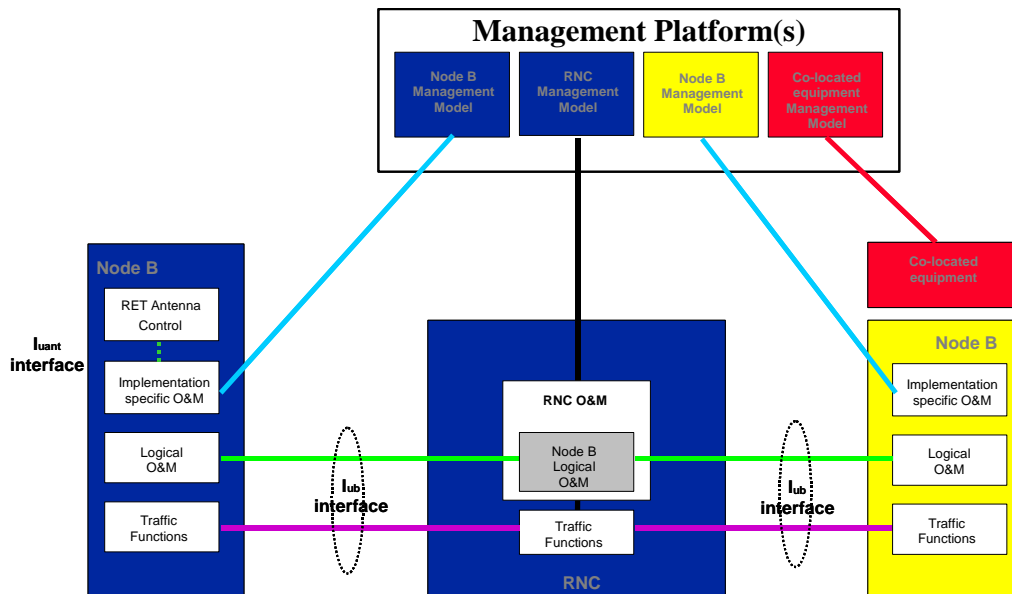 Management Platform(s)
Node B
Management
Model
RNC
Management
Model
Node B
Management
Model
Co-located
equipment
Management
Model
Node B
RET Antenna
Control
Iuant
interface
Implementation
specific O&M
Logical
O&M
Traffic
Functions
Iub
interface
RNC O&M
Node B
Logical
O&M
Traffic
Functions
RNC
Iub
interface
Co-located
equipment
Node B
Implementation
specific O&M
Logical
O&M
Traffic
Functions